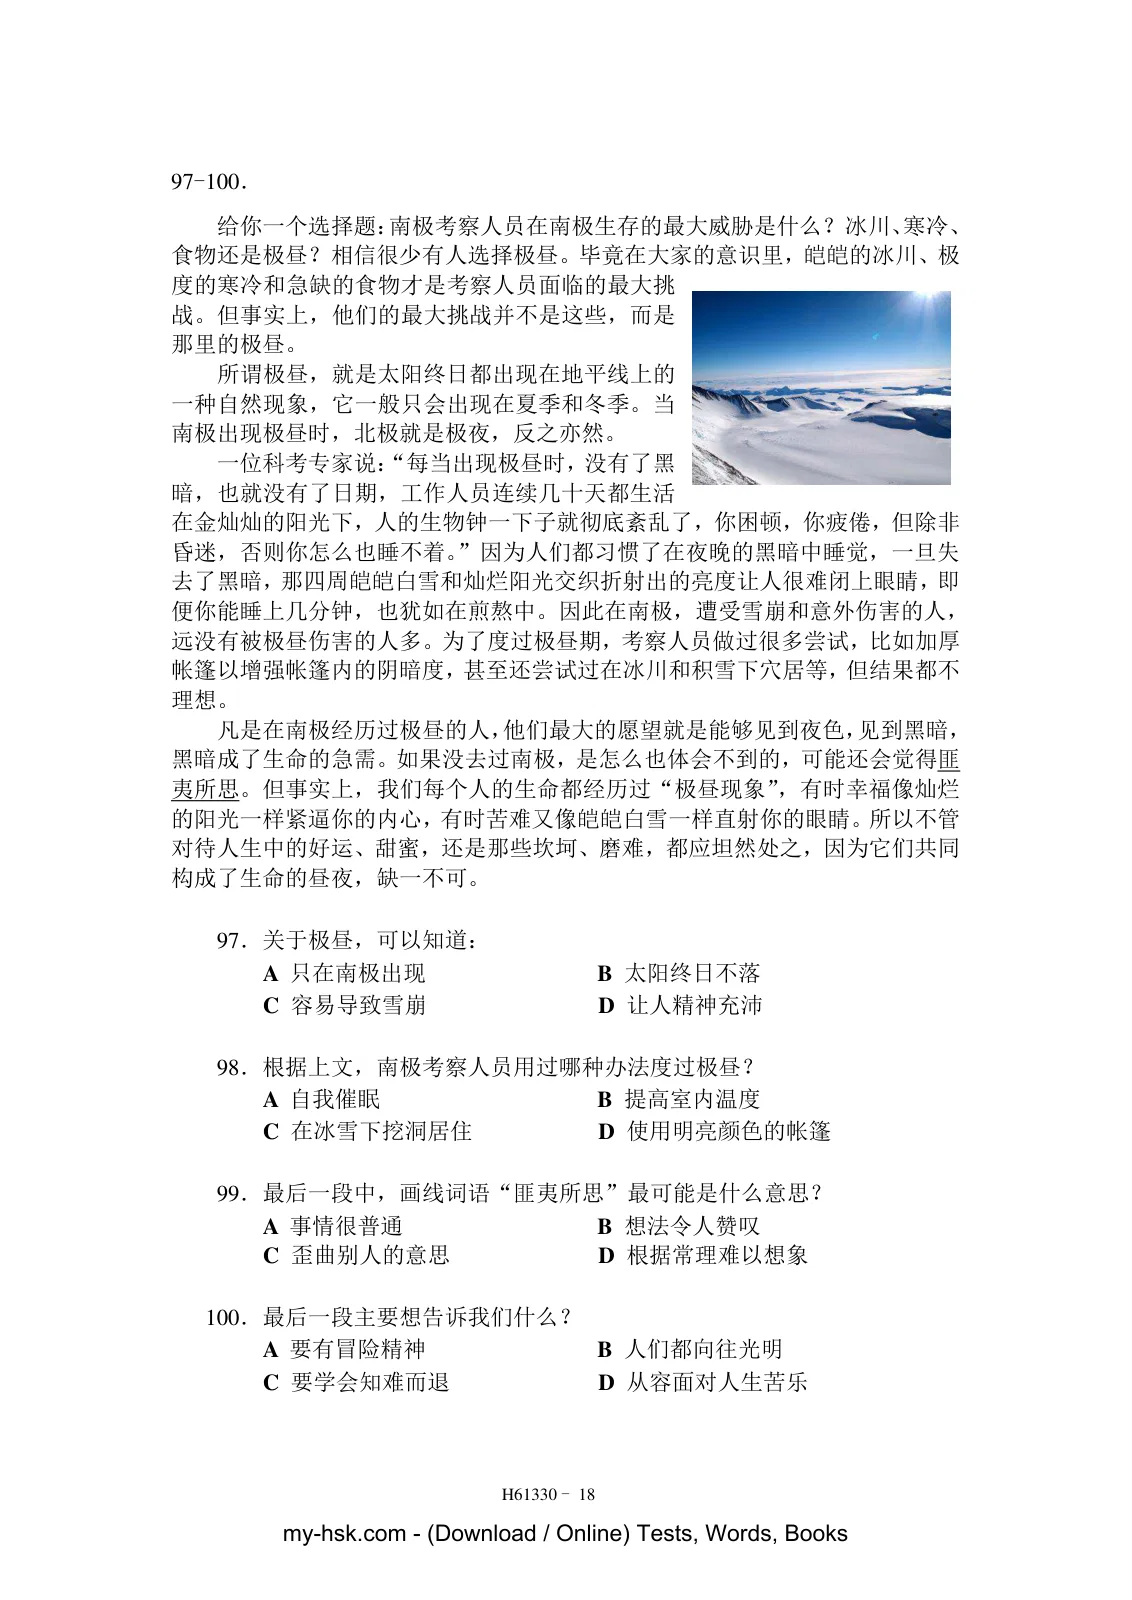 97-100.
给你一个选择题:南极考察人员在南极生存的最大威胁是什么？冰川、寒冷、
食物还是极昼？相信很少有人选择极昼。毕竟在大家的意识里，皑皑的冰川、极
度的寒冷和急缺的食物才是考察人员面临的最大挑
战。但事实上，他们的最大挑战并不是这些，而是
那里的极昼。
所谓极昼，就是太阳终日都出现在地平线上的
一种自然现象，它一般只会出现在夏季和冬季。当
南极出现极昼时，北极就是极夜，反之亦然。
一位科考专家说:“每当出现极昼时，没有了黑
暗，也就没有了日期，工作人员连续几十天都生活
在金灿灿的阳光下，人的生物钟一下子就彻底紊乱了，你困顿，你疲倦，但除非
昏迷，否则你怎么也睡不着。”因为人们都习惯了在夜晚的黑暗中睡觉，一旦失
去了黑暗，那四周皑皑白雪和灿烂阳光交织折射出的亮度让人很难闭上眼睛，即
便你能睡上几分钟，也犹如在煎熬中。因此在南极，遭受雪崩和意外伤害的人，
远没有被极昼伤害的人多。为了度过极昼期，考察人员做过很多尝试，比如加厚
帐篷以增强帐篷内的阴暗度，甚至还尝试过在冰川和积雪下穴居等，但结果都不
理想。
凡是在南极经历过极昼的人，他们最大的愿望就是能够见到夜色，见到黑暗，
黑暗成了生命的急需。如果没去过南极，是怎么也体会不到的，可能还会觉得匪
夷所思。但事实上，我们每个人的生命都经历过“极昼现象”，有时幸福像灿烂
的阳光一样紧逼你的内心，有时苦难又像皑皑白雪一样直射你的眼睛。所以不管
对待人生中的好运、甜蜜，还是那些坎坷、磨难，都应坦然处之，因为它们共同
构成了生命的昼夜，缺一不可。
97．关于极昼，可以知道:
A 只在南极出现 B 太阳终日不落
C 容易导致雪崩 D 让人精神充沛
98．根据上文，南极考察人员用过哪种办法度过极昼？
A 自我催眠 B 提高室内温度
C 在冰雪下挖洞居住 D 使用明亮颜色的帐篷
99．最后一段中，画线词语“匪夷所思”最可能是什么意思？
A 事情很普通 B 想法令人赞叹
C 歪曲别人的意思 D 根据常理难以想象
100．最后一段主要想告诉我们什么？
A 要有冒险精神 B 人们都向往光明
C 要学会知难而退 D 从容面对人生苦乐
H61330 - 18
my-hsk.com - (Download / Online) Tests, Words, Books